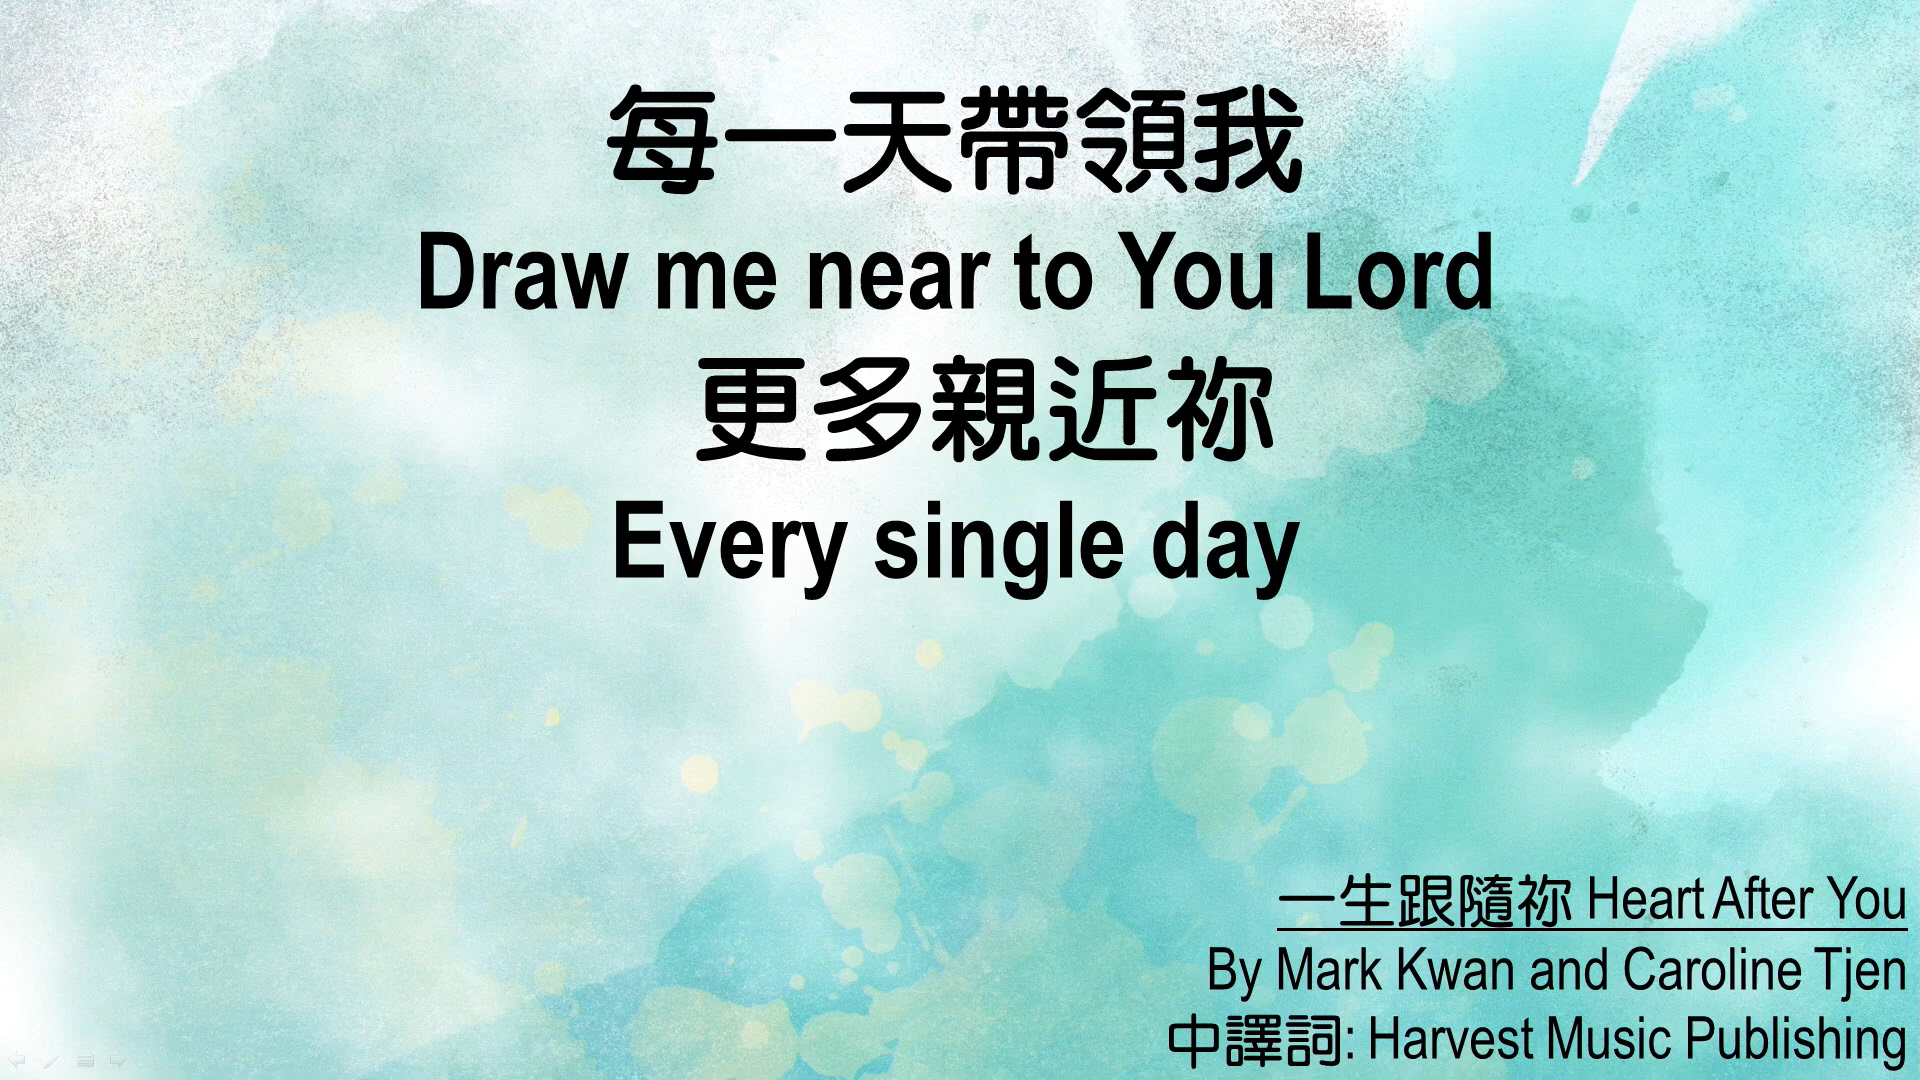 每一天帶領我
Draw me near to You Lord
更多親近祢
Every single day
一生跟隨祢 Heart After You
By Mark Kwan and Caroline Tjen
中譯詞: Harvest Music Publishing